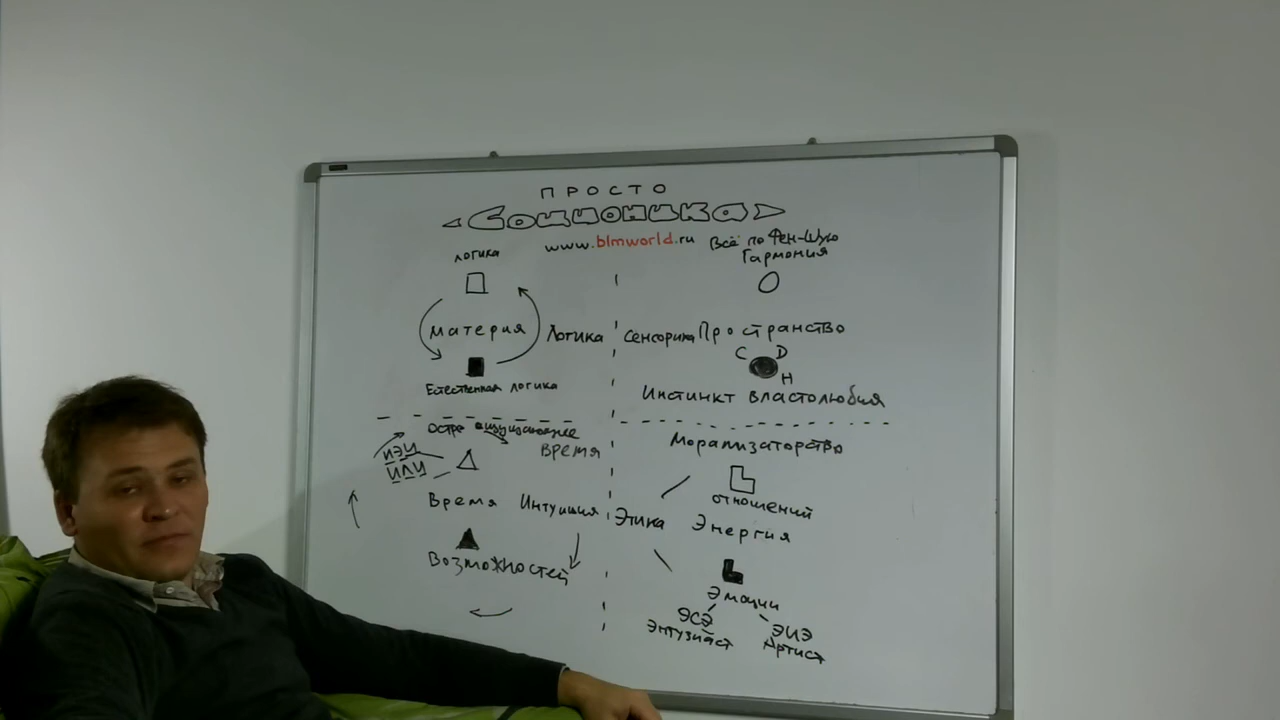 ПРОСТО
Соционика
www.blmworld.ru
Всё по Фен-Шую
Гармония
логика
материя
Логика
Естественная логика
Сенсорика
Пространство
С D
Н
Инстинкт властолюбия
Остро
Время
ИЭИ
ИЛИ
Время Интуиция
Возможностей
Морализаторство
отношений
Этика Энергия
Эмоции
ЭСЭ
Энтузиаст
ЭИЭ
Артист